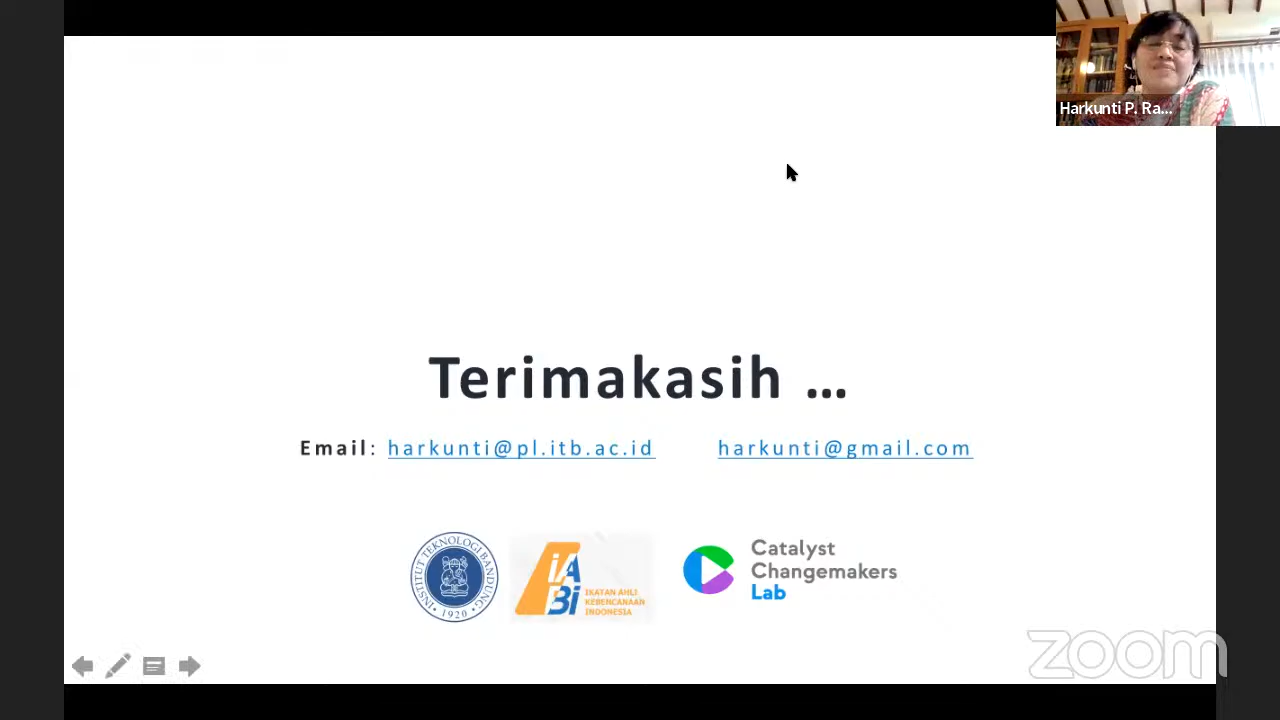 Harkunti P. Ra...
Terimakasih ...
Email: harkunti@pl.itb.ac.id harkunti@gmail.com
INSTITUT TEKNOLOGI BANDUNG
1920
iABi
IKATAN AHLI
KEBENCANAAN
INDONESIA
Catalyst
Changemakers
Lab
zoom